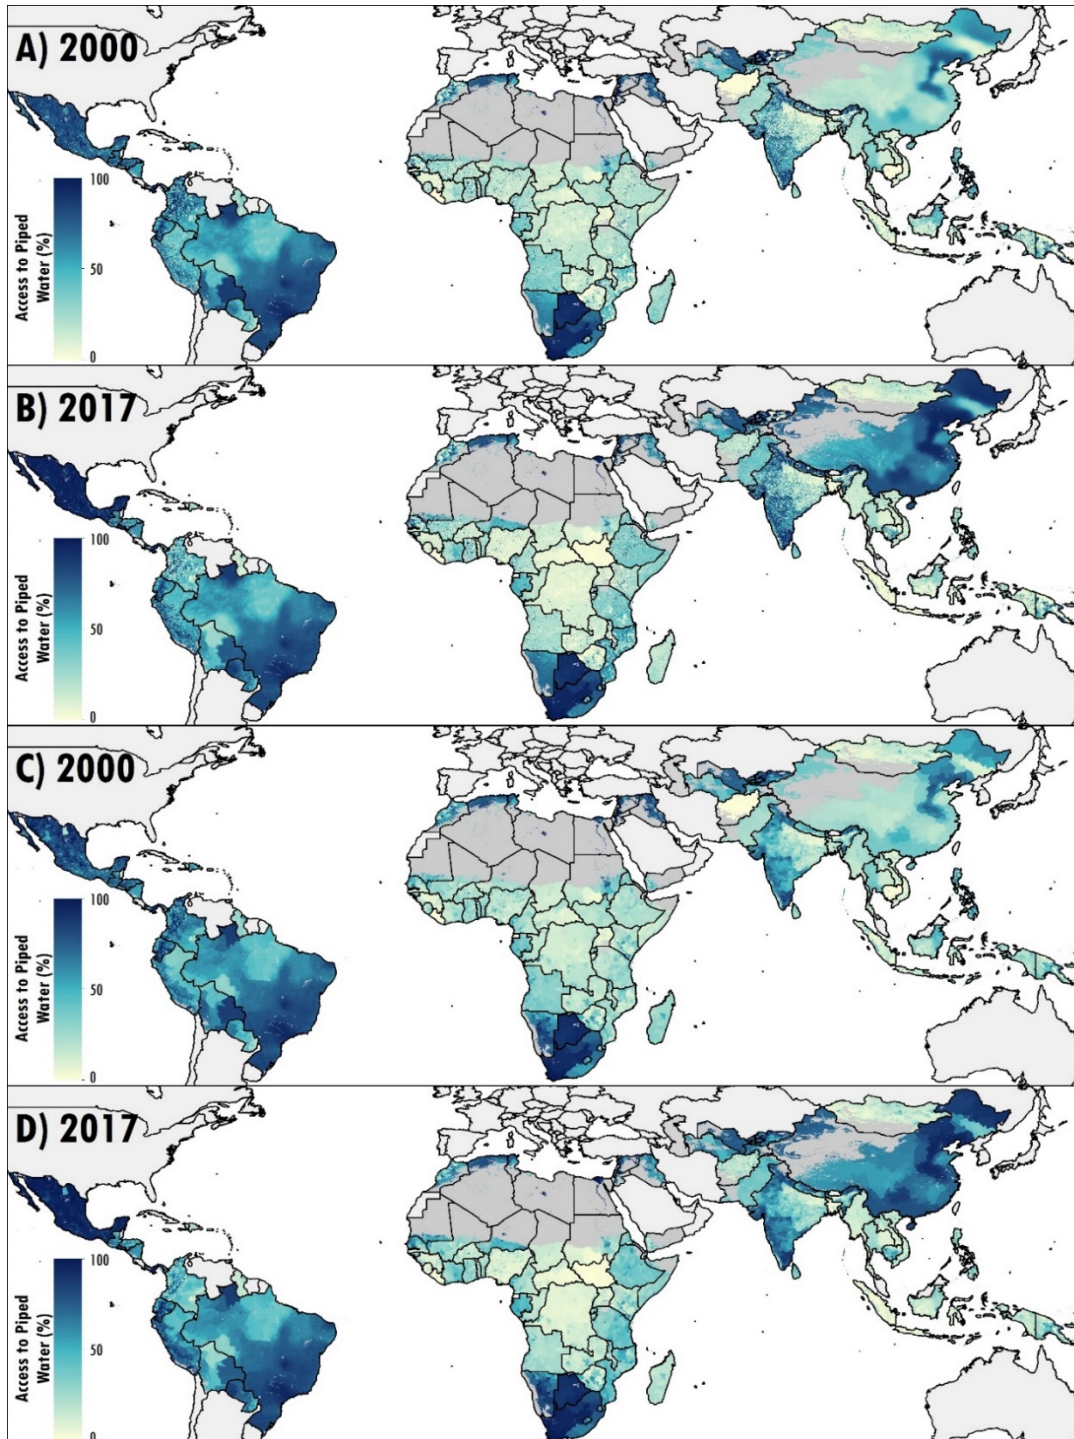 A) 2000
100
Access to Piped
Water (%)
50
0
B) 2017
100
Access to Piped
Water (%)
50
0
C) 2000
100
Access to Piped
Water (%)
50
0
D) 2017
100
Access to Piped
Water (%)
50
0